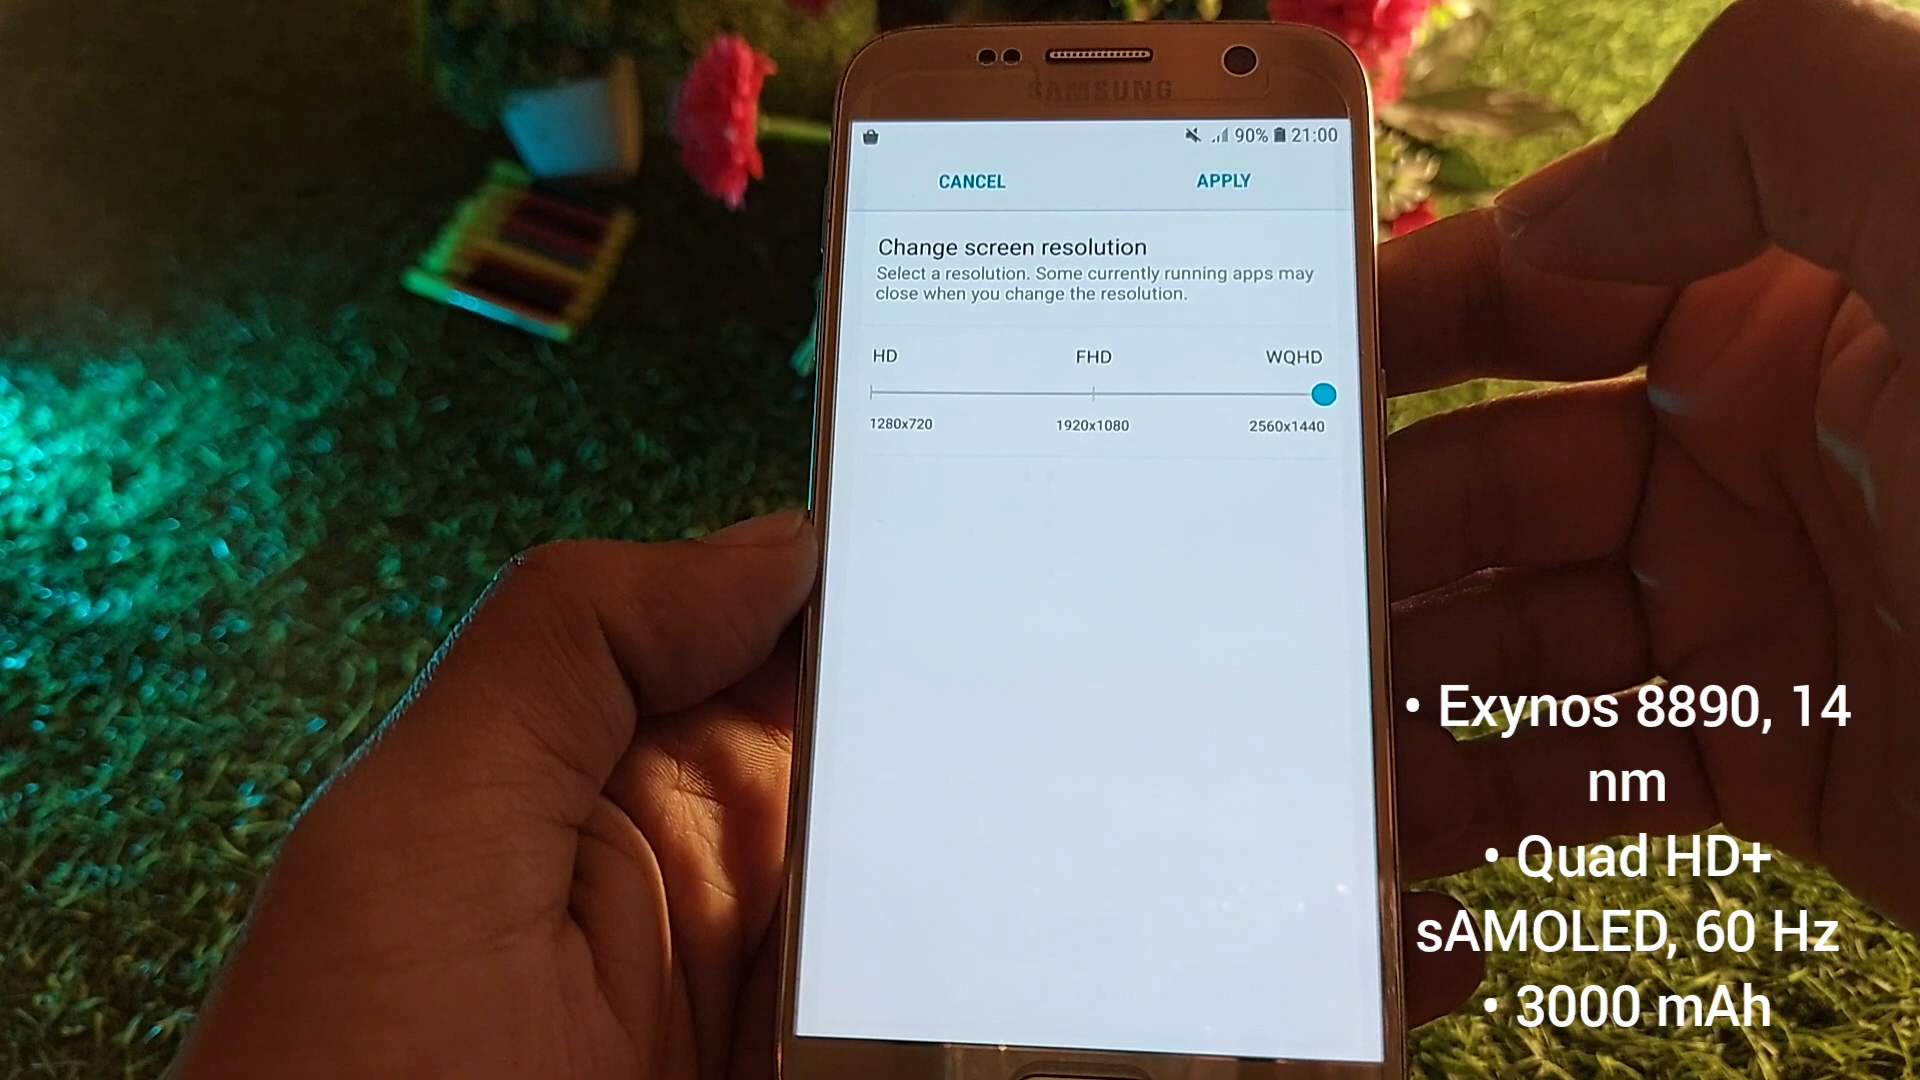 SAMSUNG
90% 21:00
CANCEL APPLY
Change screen resolution
Select a resolution. Some currently running apps may
close when you change the resolution.
HD FHD WQHD
1280x720 1920x1080 2560x1440
• Exynos 8890, 14
nm
• Quad HD+
sAMOLED, 60 Hz
• 3000 mAh